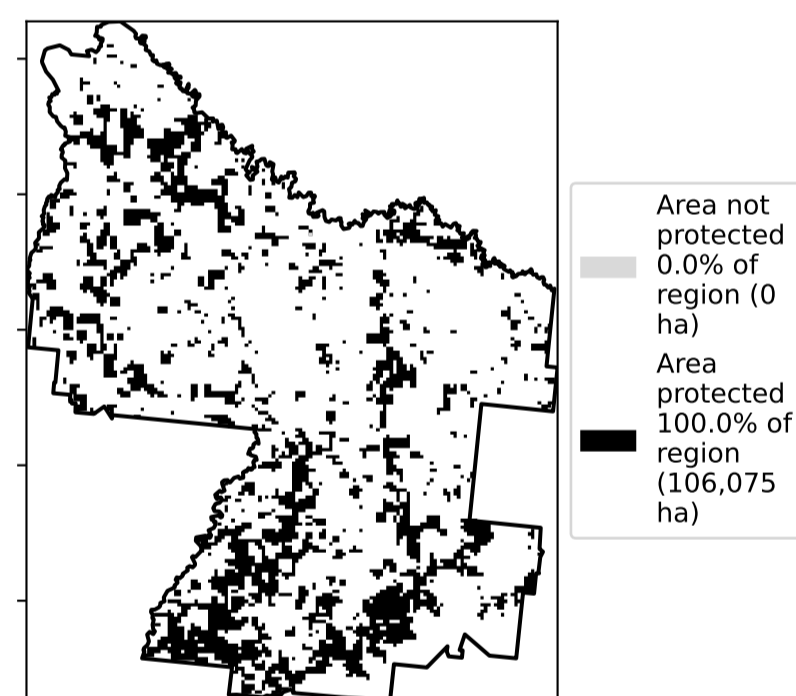 Area not
protected
0.0% of
region (0
ha)
Area
protected
100.0% of
region
(106,075
ha)